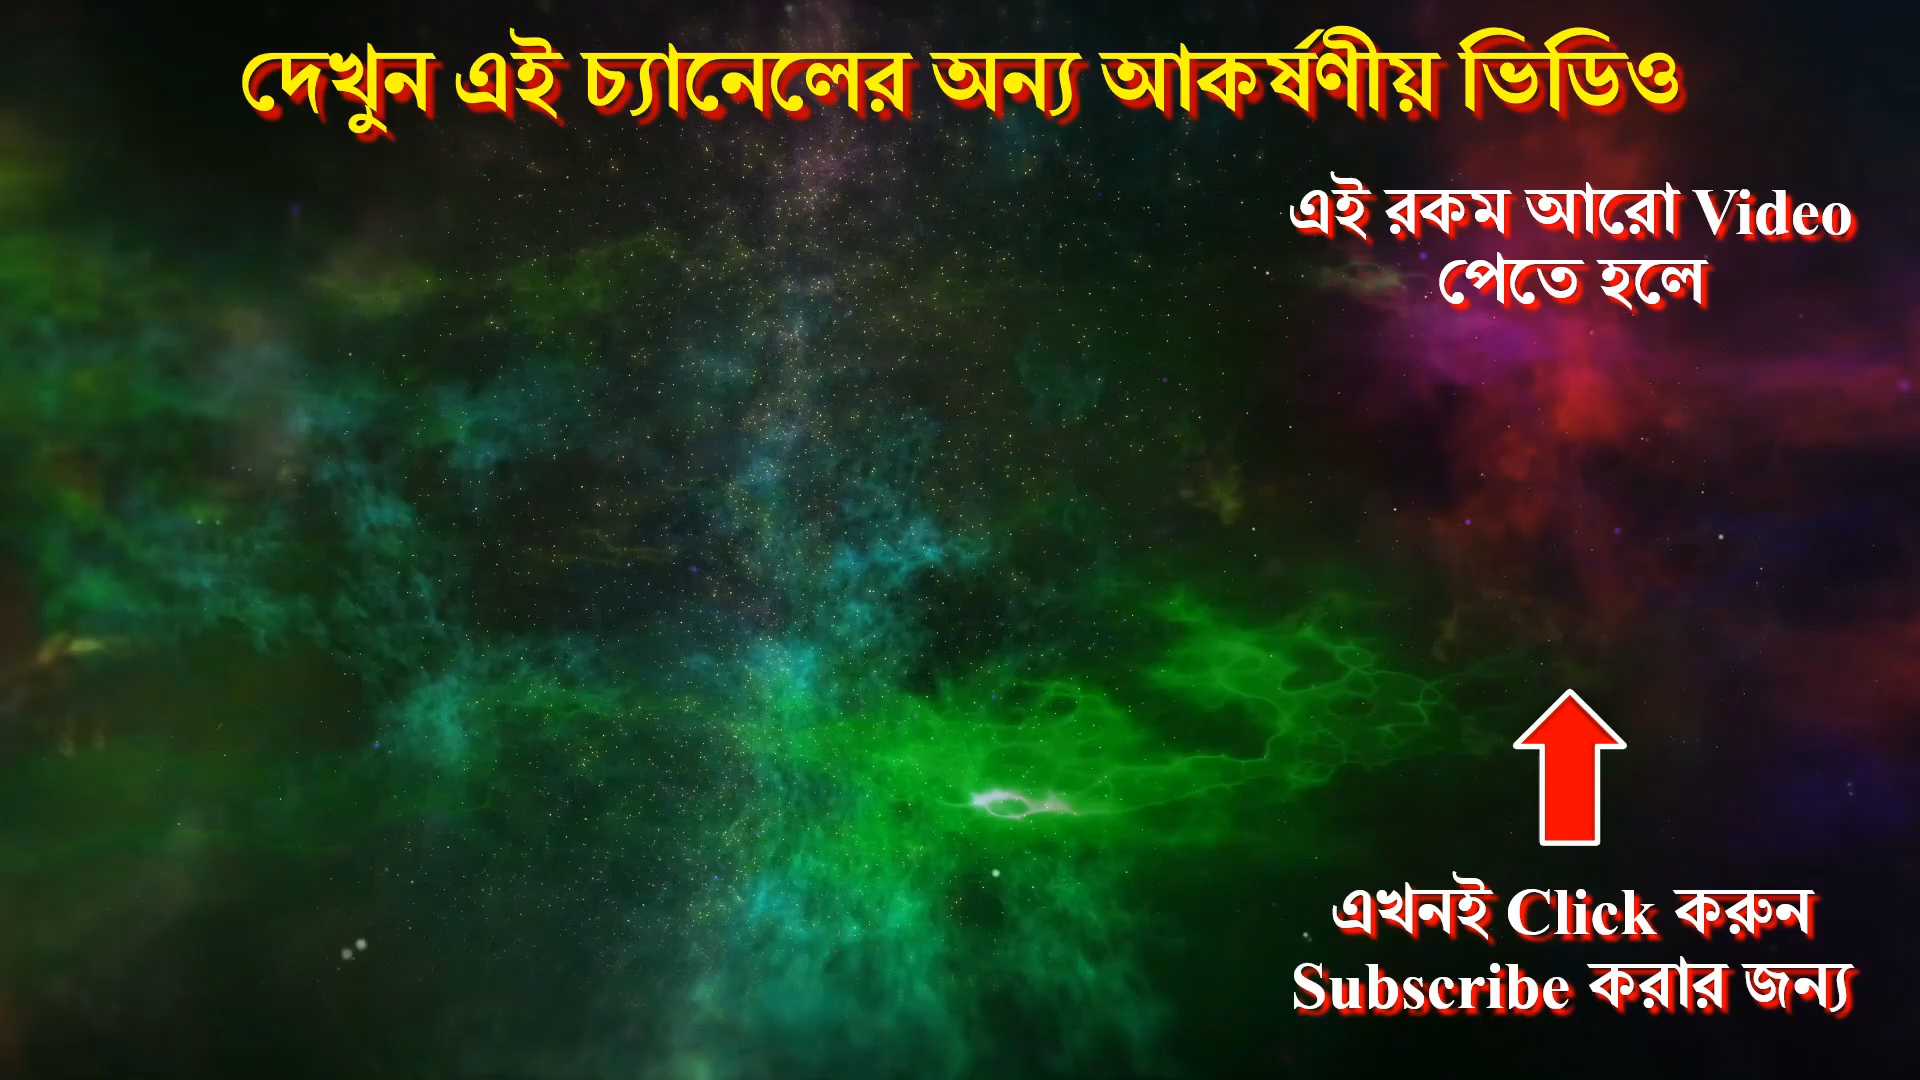 দেখুন এই চ্যানেলের অন্য আকর্ষণীয় ভিডিও
এই রকম আরো Video
পেতে হলে
এখনই Click করুন
Subscribe করার জন্য